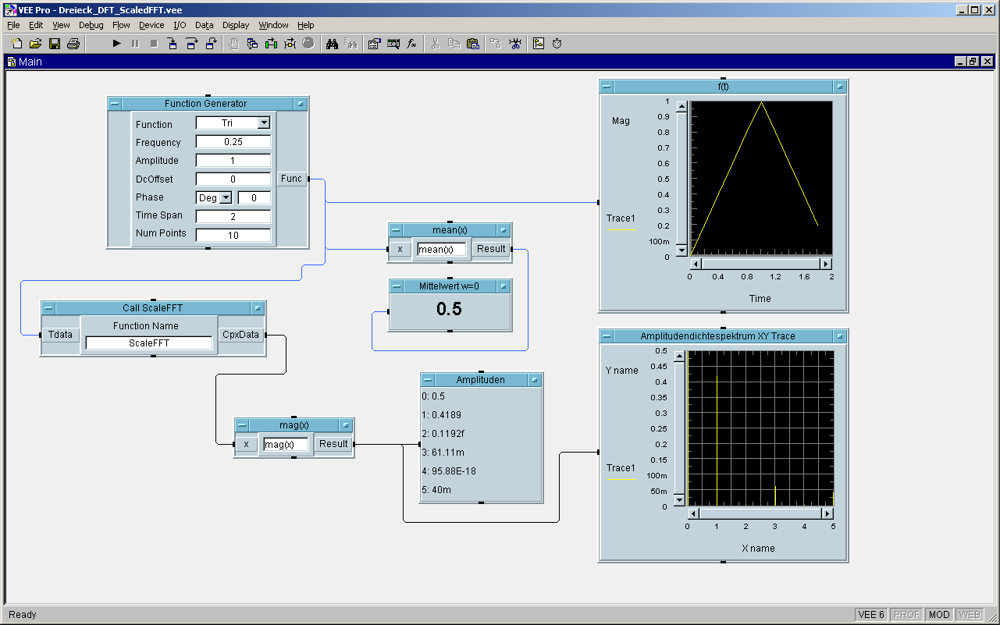 VEE Pro - Dreieck_DFT_ScaledFFT.vee
File Edit View Debug Flow Device I/O Data Display Window Help
Main
Function Generator
Function Tri
Frequency 0.25
Amplitude 1
DcOffset 0
Phase Deg 0
Time Span 2
Num Points 10
Func
f(t)
Mag
Trace1
1
0.9
0.8
0.7
0.6
0.5
0.4
0.3
0.2
100m
0
0 0.4 0.8 1.2 1.6 2
Time
mean(x)
x mean(x) Result
Mittelwert w=0
0.5
Call ScaleFFT
Function Name
Tdata ScaleFFT CpxData
mag(x)
x mag(x) Result
Amplituden
0: 0.5
1: 0.4189
2: 0.1192f
3: 61.11m
4: 95.88E-18
5: 40m
Amplitudendichtespektrum XY Trace
Y name
Trace1
0.5
0.45
0.4
0.35
0.3
0.25
0.2
0.15
100m
50m
0
0 1 2 3 4 5
X name
Ready VEE 6 PROF MOD WEB